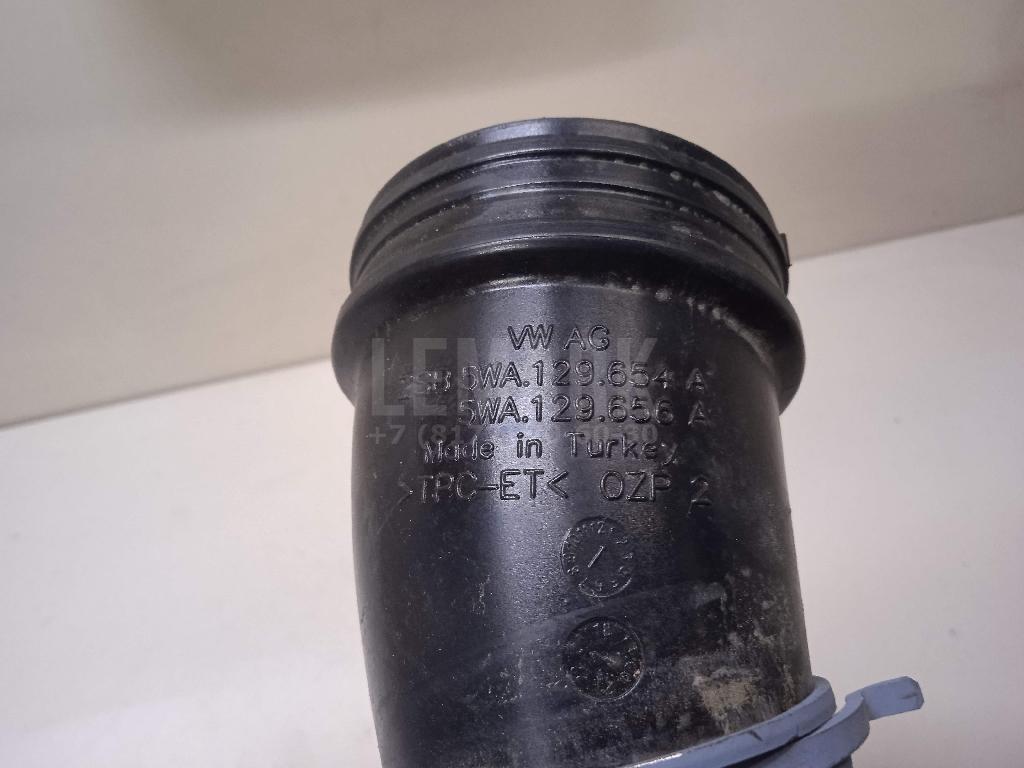 VW AG
5WA.129.654 A
5WA.129.656 A
Made in Turkey
>TPC-ET< OZP 2